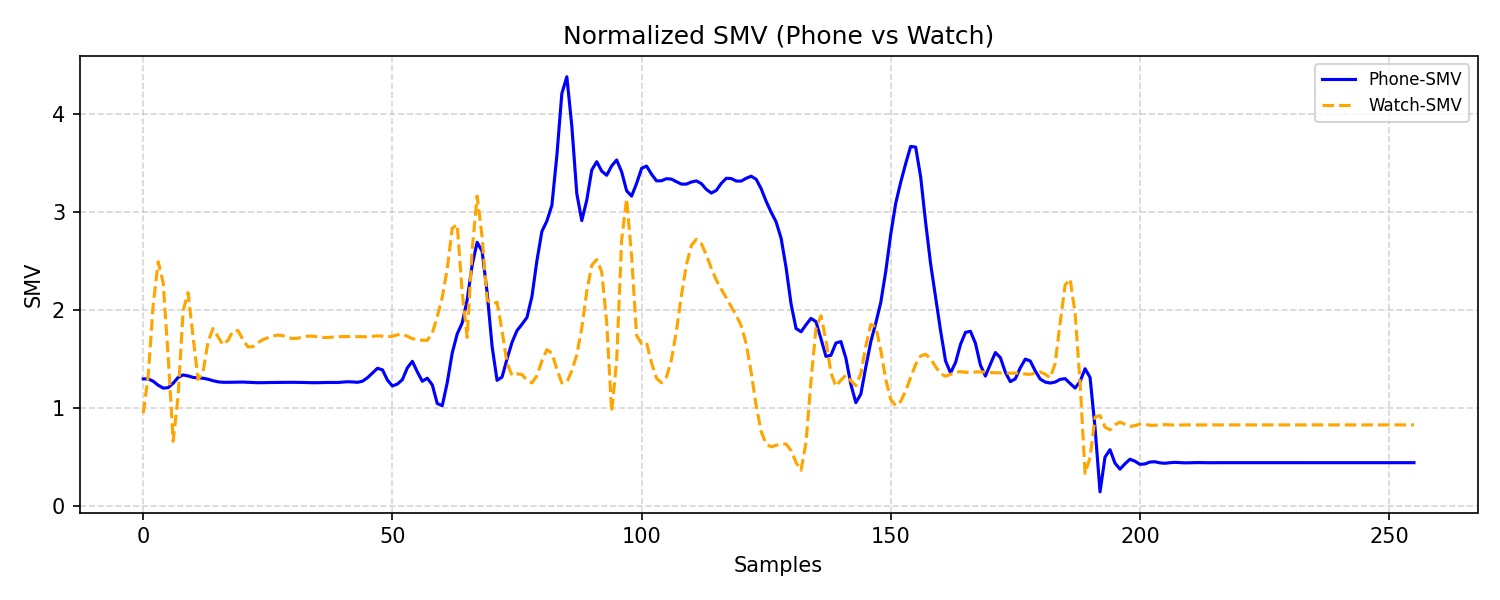 Normalized SMV (Phone vs Watch)
Phone-SMV
Watch-SMV
SMV
4
3
2
1
0
0 50 100 150 200 250
Samples